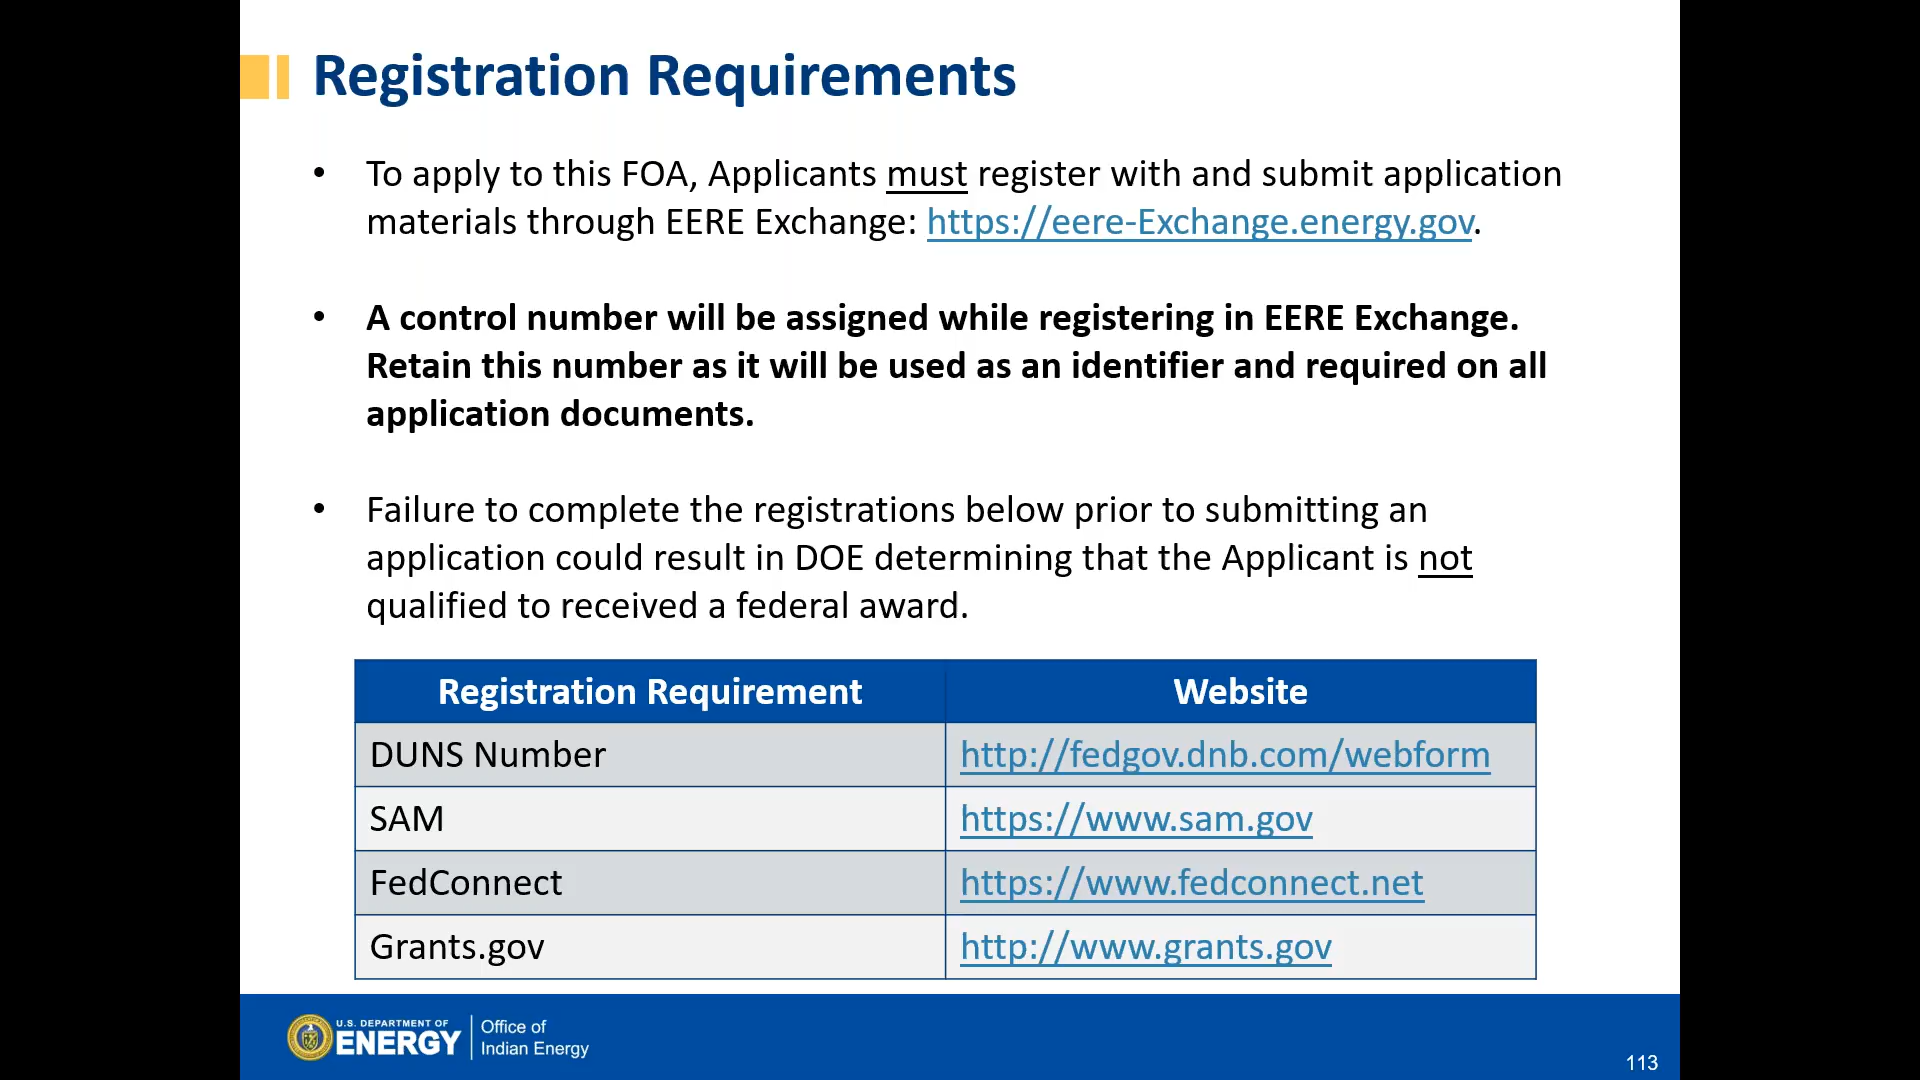 Registration Requirements
• To apply to this FOA, Applicants must register with and submit application
materials through EERE Exchange: https://eere-Exchange.energy.gov.
• A control number will be assigned while registering in EERE Exchange.
Retain this number as it will be used as an identifier and required on all
application documents.
• Failure to complete the registrations below prior to submitting an
application could result in DOE determining that the Applicant is not
qualified to received a federal award.
Registration Requirement Website
DUNS Number http://fedgov.dnb.com/webform
SAM https://www.sam.gov
FedConnect https://www.fedconnect.net
Grants.gov http://www.grants.gov
U.S. DEPARTMENT OF
ENERGY
Office of
Indian Energy
113